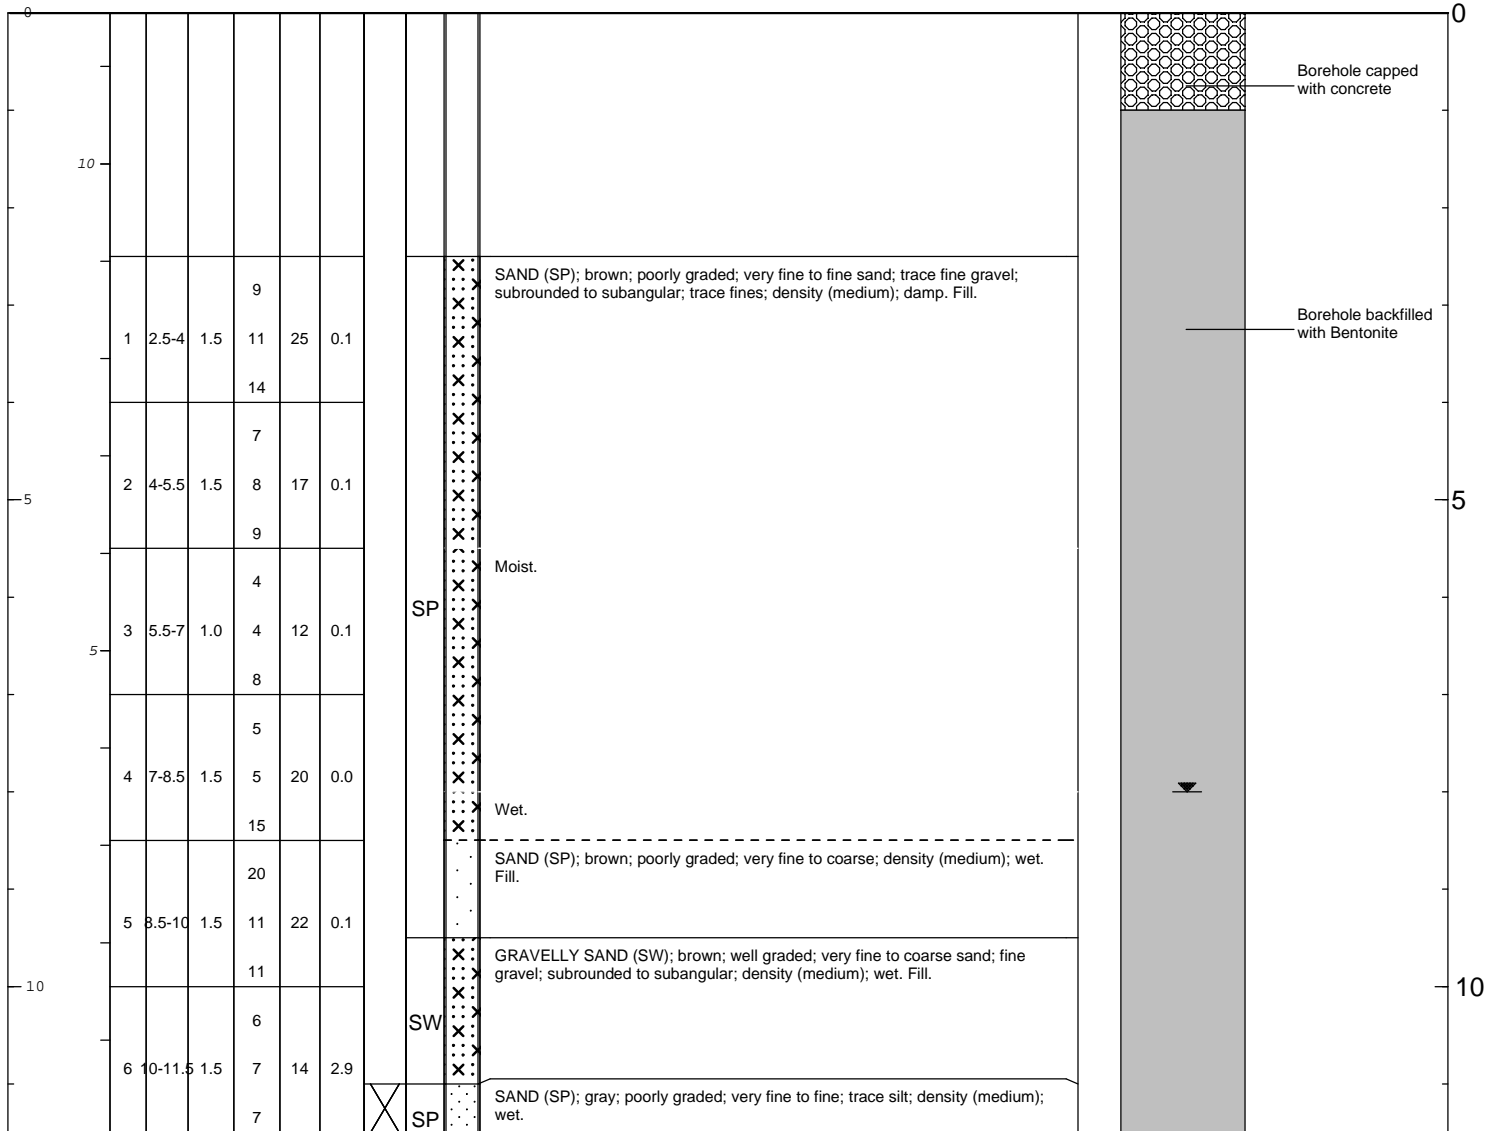 0
0
Borehole capped
with concrete
10
SAND (SP); brown; poorly graded; very fine to fine sand; trace fine gravel;
subrounded to subangular; trace fines; density (medium); damp. Fill.
9
1 2.5-4 1.5 11 25 0.1
14
Borehole backfilled
with Bentonite
7
2 4-5.5 1.5 8 17 0.1
9
5
5
Moist.
4
SP
3 5.5-7 1.0 4 12 0.1
8
5
5
4 7-8.5 1.5 5 20 0.0
15
Wet.
SAND (SP); brown; poorly graded; very fine to coarse; density (medium); wet.
Fill.
20
5 8.5-10 1.5 11 22 0.1
11
GRAVELLY SAND (SW); brown; well graded; very fine to coarse sand; fine
gravel; subrounded to subangular; density (medium); wet. Fill.
10
10
6
SW
6 10-11.5 1.5 7 14 2.9
7
SP
SAND (SP); gray; poorly graded; very fine to fine; trace silt; density (medium);
wet.